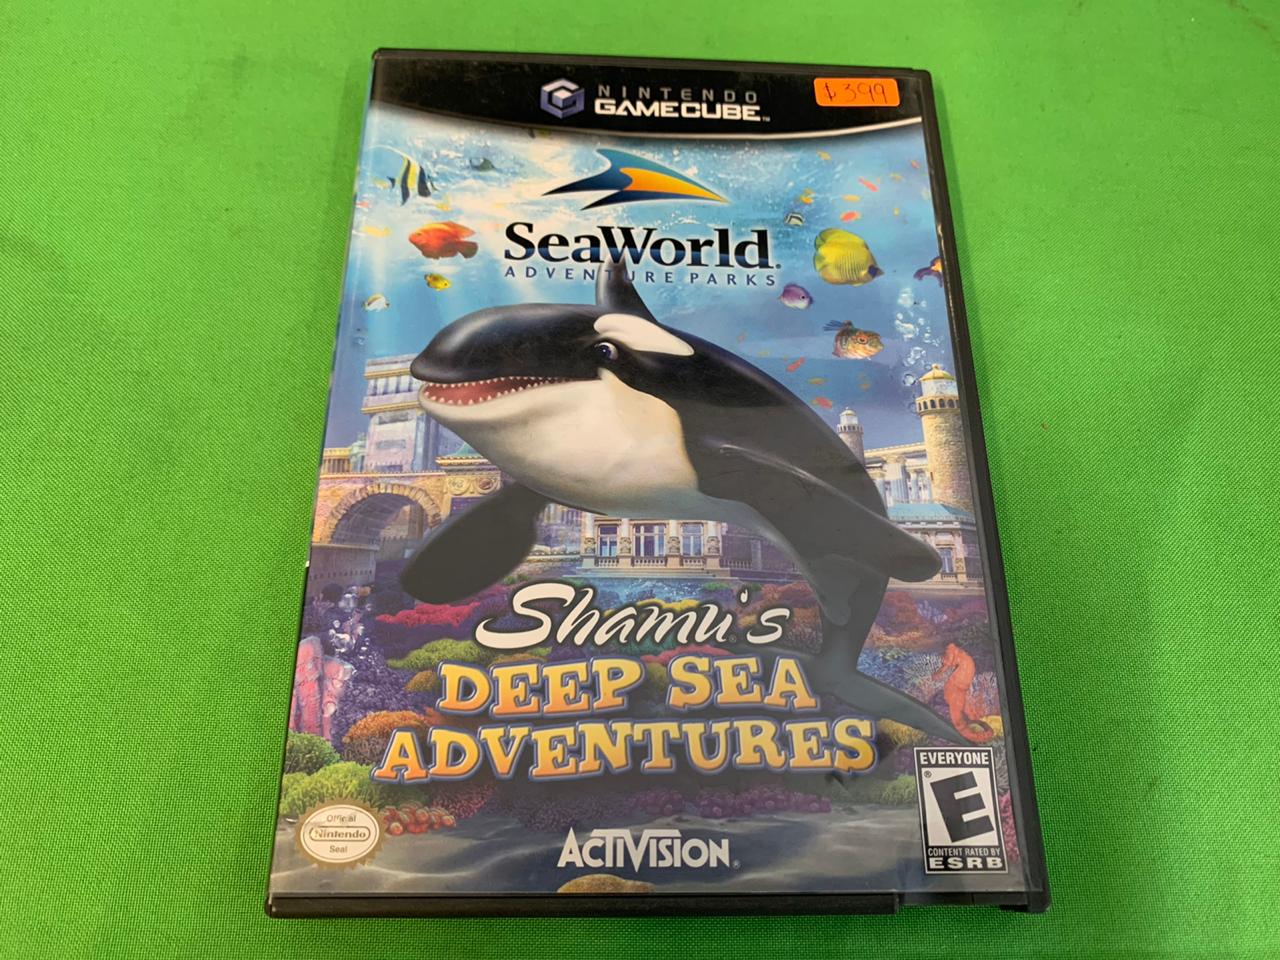 NINTENDO
GAMECUBE™
$3.99
SeaWorld®
ADVENTURE PARKS
Shamu®'s
DEEP SEA
ADVENTURES
EVERYONE
E®
CONTENT RATED BY
ESRB
Official
Nintendo
Seal
ACTIVISION®